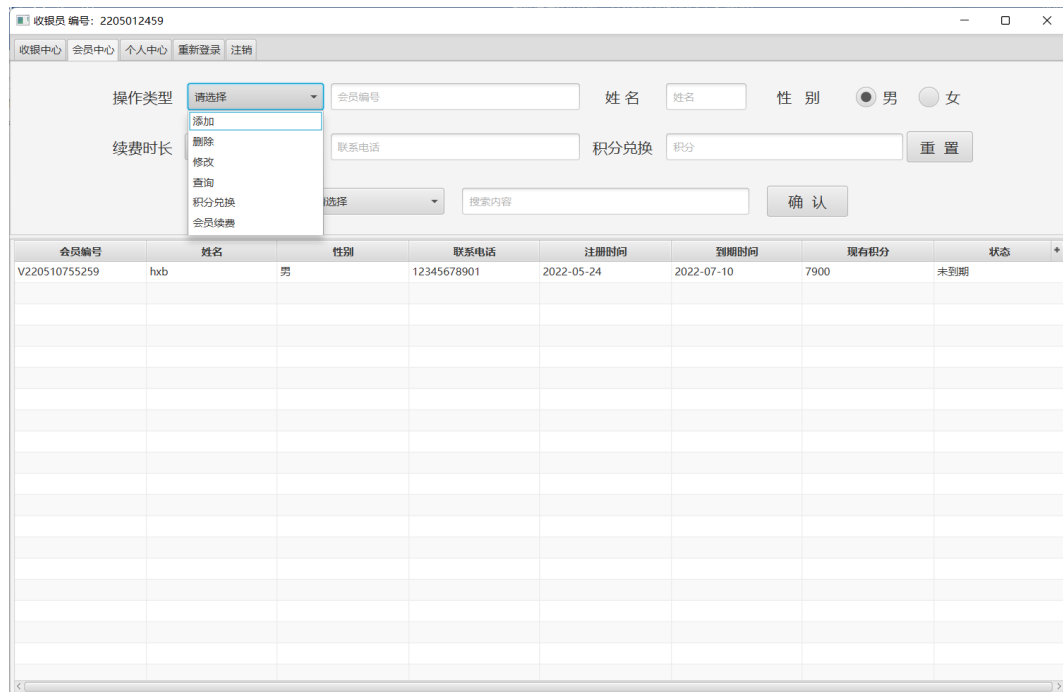 收银员 编号：2205012459
收银中心 会员中心 个人中心 重新登录 注销
操作类型 请选择 会员编号 姓 名 姓名 性 别 男 女
添加
续费时长 删除 联系电话 积分兑换 积分 重 置
修改
查询
积分兑换 选择 搜索内容 确 认
会员续费
会员编号 姓名 性别 联系电话 注册时间 到期时间 现有积分 状态 +
V220510755259 hxb 男 12345678901 2022-05-24 2022-07-10 7900 未到期